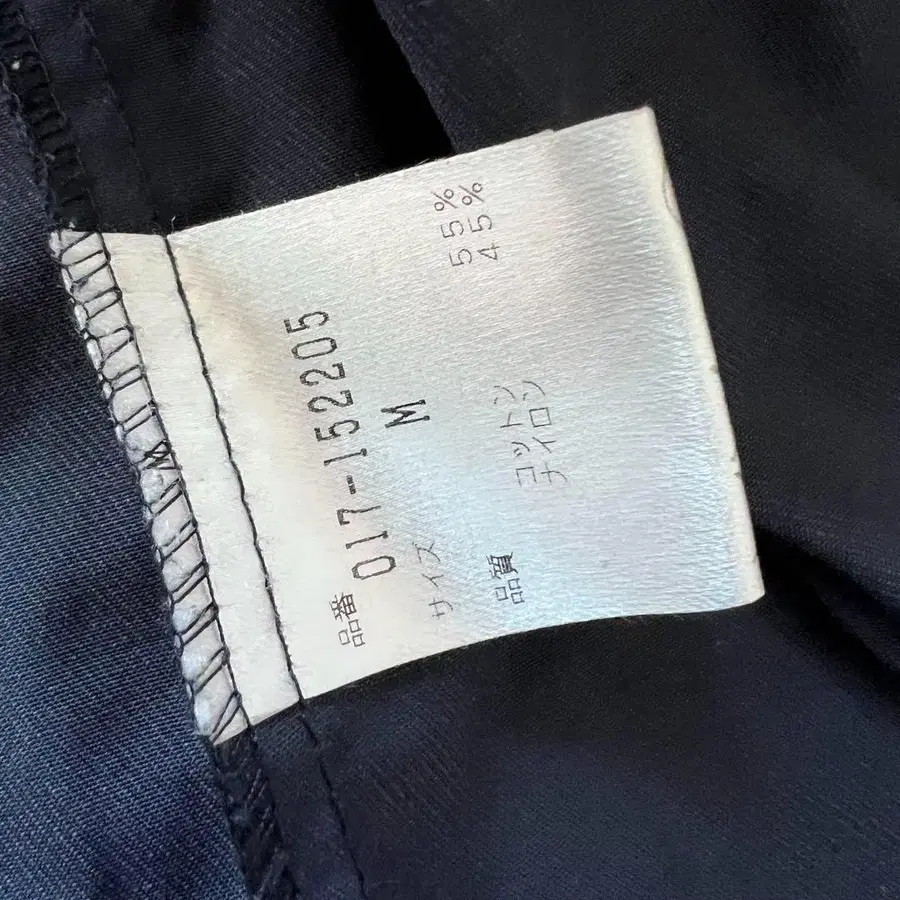 品番 017-152205
サイズ M
品質 コットン 55%
ナイロン 45%